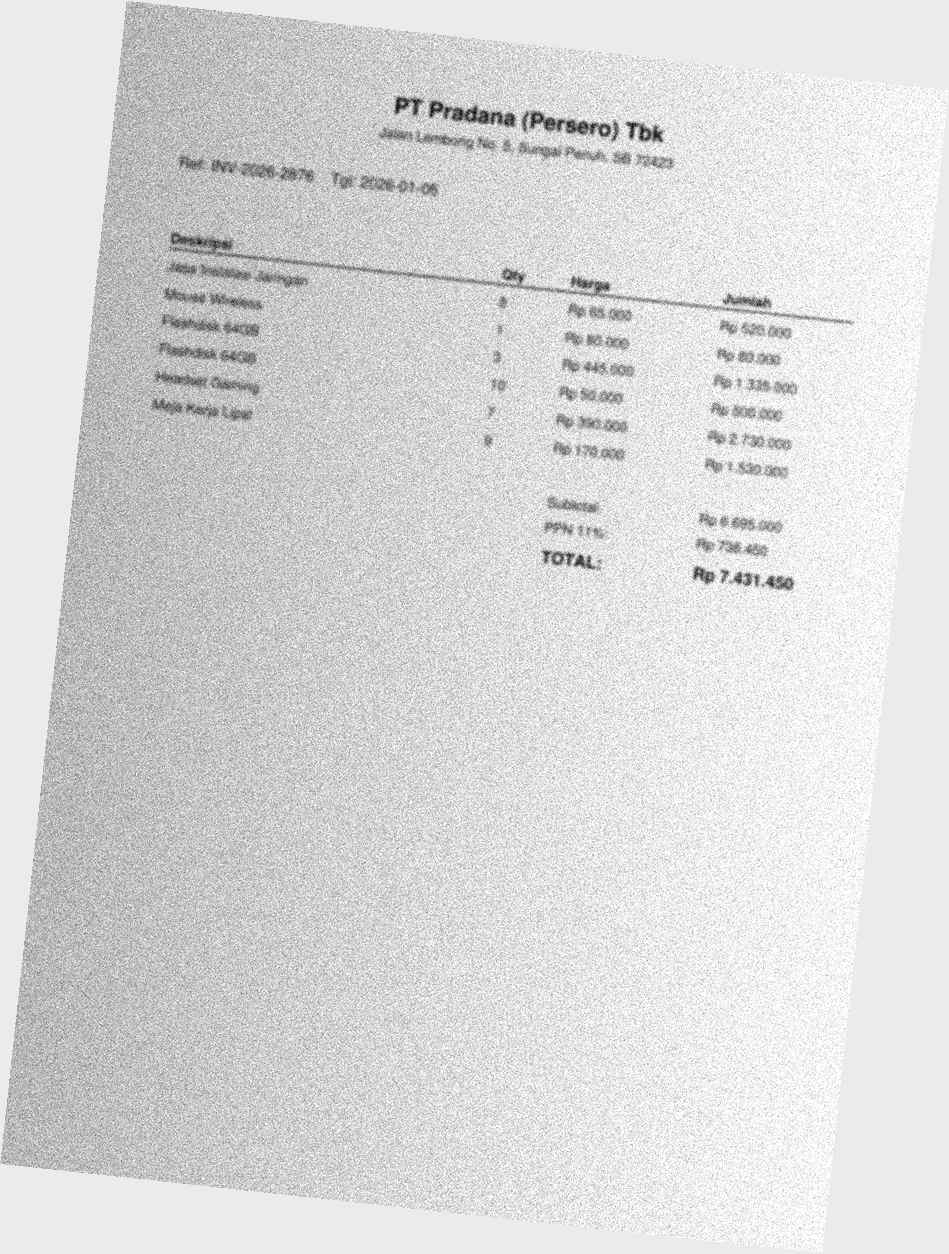 PT Pradana (Persero) Tbk
Jalan Lembong No. 5, Sungai Penuh, SB 72423
Ref: INV-2026-2876 Tgl: 2026-01-06
Deskripsi Qty Harga Jumlah
Jasa Instalasi Jaringan 8 Rp 65.000 Rp 520.000
Mouse Wireless 1 Rp 80.000 Rp 80.000
Flashdisk 64GB 3 Rp 445.000 Rp 1.335.000
Flashdisk 64GB 10 Rp 50.000 Rp 500.000
Headset Gaming 7 Rp 390.000 Rp 2.730.000
Meja Kerja Lipat 9 Rp 170.000 Rp 1.530.000
Subtotal: Rp 6.695.000
PPN 11%: Rp 736.450
TOTAL: Rp 7.431.450